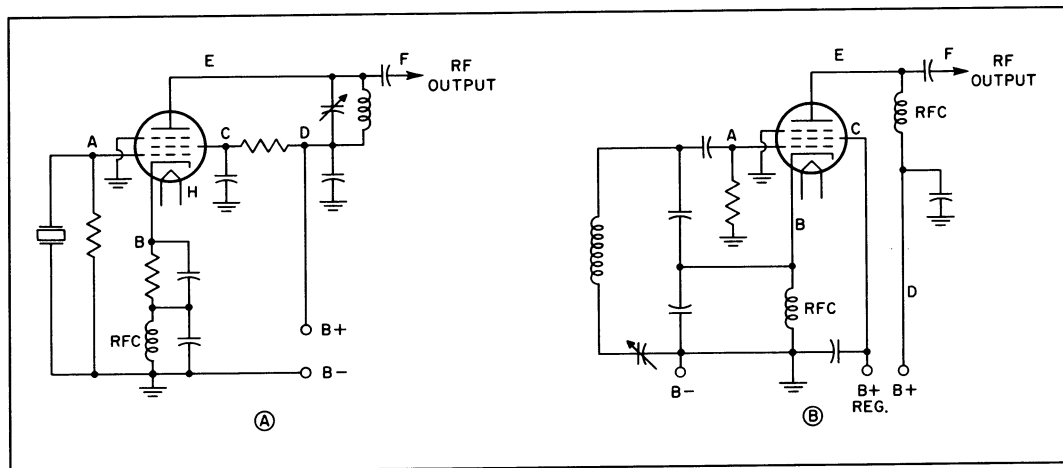 E
F
RF
OUTPUT
A
C
D
H
B
RFC
B+
B-
Ⓐ
E
F
RF
OUTPUT
RFC
A
C
B
RFC
D
B-
B+
REG.
B+
Ⓑ